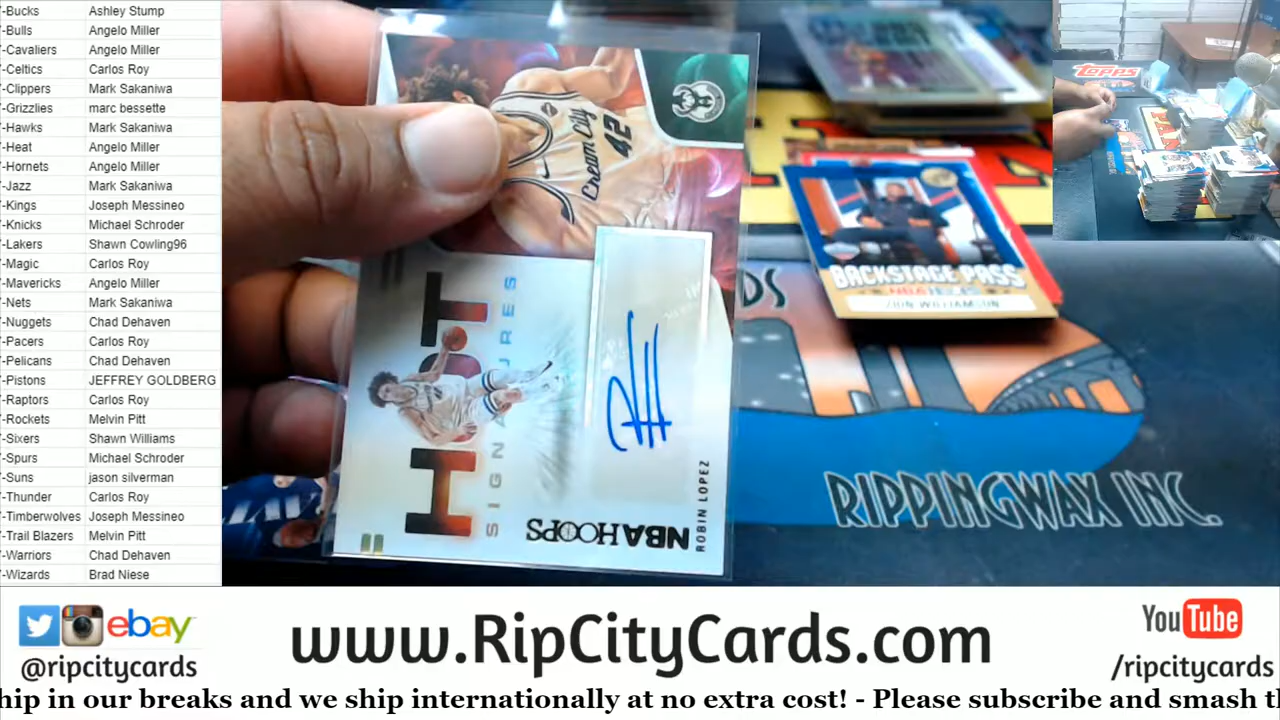 -Bucks Ashley Stump
-Bulls Angelo Miller
-Cavaliers Angelo Miller
-Celtics Carlos Roy
-Clippers Mark Sakaniwa
-Grizzlies marc bessette
-Hawks Mark Sakaniwa
-Heat Angelo Miller
-Hornets Angelo Miller
-Jazz Mark Sakaniwa
-Kings Joseph Messineo
-Knicks Michael Schroder
-Lakers Shawn Cowling96
-Magic Carlos Roy
-Mavericks Angelo Miller
-Nets Mark Sakaniwa
-Nuggets Chad Dehaven
-Pacers Carlos Roy
-Pelicans Chad Dehaven
-Pistons JEFFREY GOLDBERG
-Raptors Carlos Roy
-Rockets Melvin Pitt
-Sixers Shawn Williams
-Spurs Michael Schroder
-Suns jason silverman
-Thunder Carlos Roy
-Timberwolves Joseph Messineo
-Trail Blazers Melvin Pitt
-Warriors Chad Dehaven
-Wizards Brad Niese
Cream City
42
HOT
SIGNATURES
NBA HOOPS
ROBIN LOPEZ
BACKSTAGE PASS
ZION WILLIAMSON
DS
RIPPINGWAX INC.
Topps
ebay
@ripcitycards
www.RipCityCards.com
YouTube
/ripcitycards
hip in our breaks and we ship internationally at no extra cost! - Please subscribe and smash t